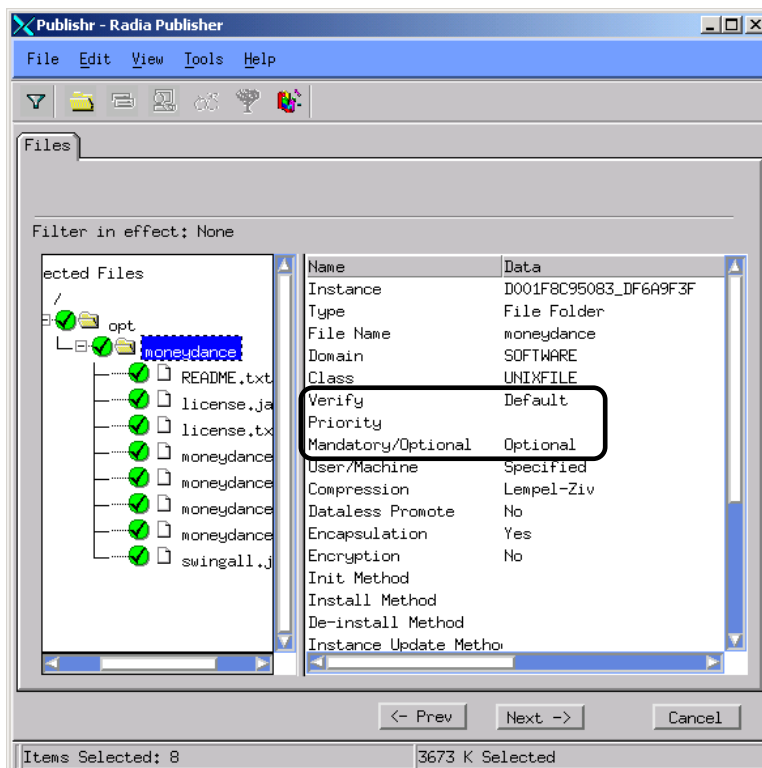 Publishr - Radia Publisher
File Edit View Tools Help
Files
Filter in effect: None
ected Files
/
opt
moneydance
README.txt
license.ja
license.tx
moneydance
moneydance
moneydance
moneydance
swingall.j
Name Data
Instance D001F8C95083_DF6A9F3F
Type File Folder
File Name moneydance
Domain SOFTWARE
Class UNIXFILE
Verify Default
Priority
Mandatory/Optional Optional
User/Machine Specified
Compression Lempel-Ziv
Dataless Promote No
Encapsulation Yes
Encryption No
Init Method
Install Method
De-install Method
Instance Update Metho
<- Prev Next -> Cancel
Items Selected: 8 3673 K Selected